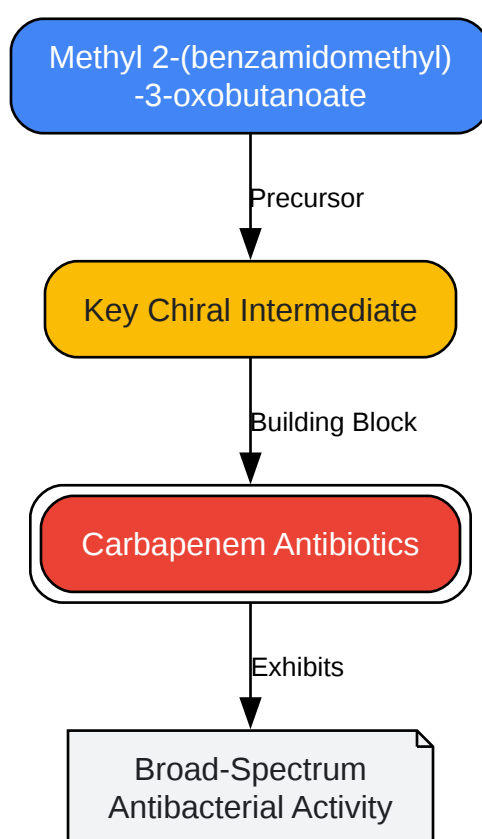 Methyl 2-(benzamidomethyl)
-3-oxobutanoate
Precursor
Key Chiral Intermediate
Building Block
Carbapenem Antibiotics
Exhibits
Broad-Spectrum
Antibacterial Activity